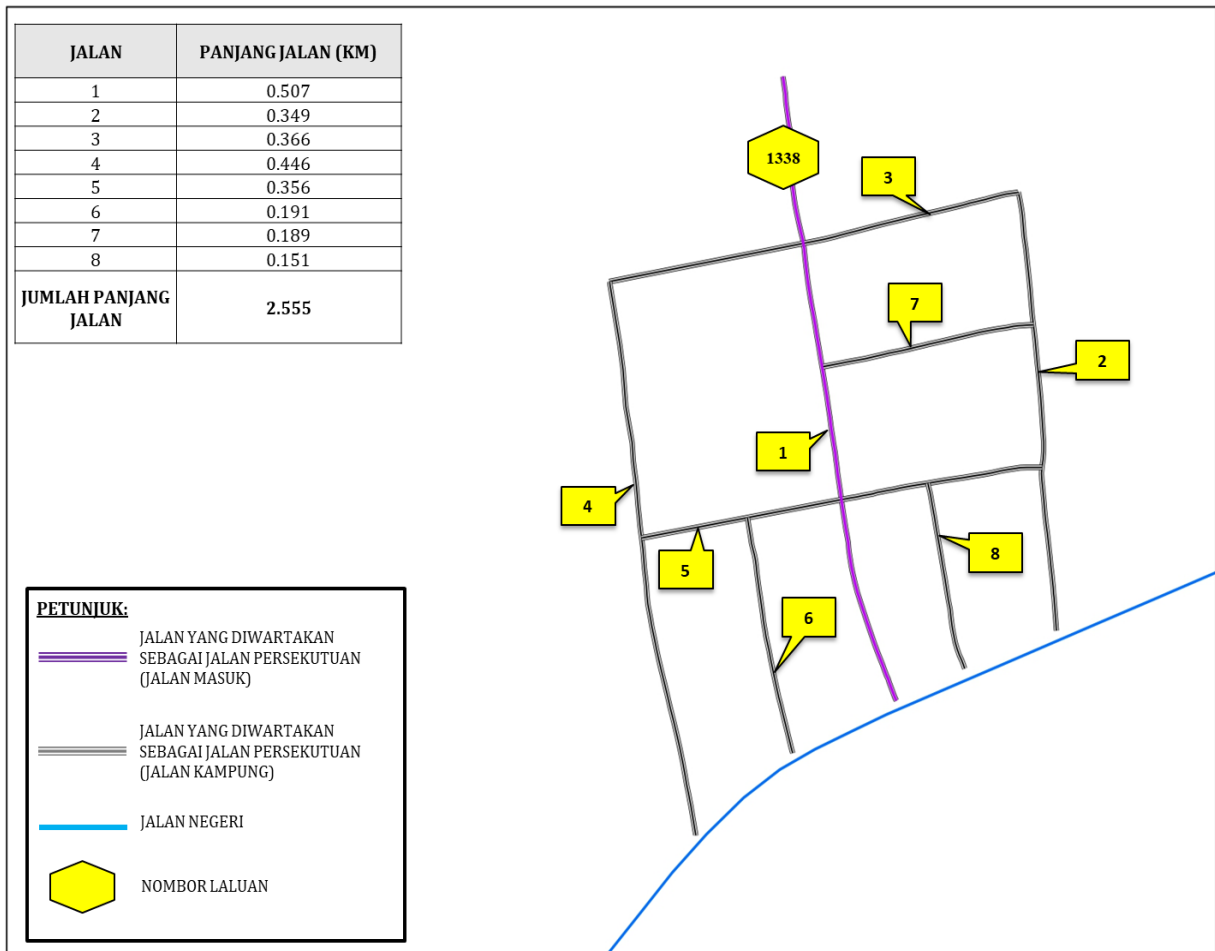 JALAN PANJANG JALAN (KM)
1 0.507
2 0.349
3 0.366
4 0.446
5 0.356
6 0.191
7 0.189
8 0.151
JUMLAH PANJANG
JALAN
2.555
1338
3
7
2
1
4
5
8
6
PETUNJUK:
JALAN YANG DIWARTAKAN
SEBAGAI JALAN PERSEKUTUAN
(JALAN MASUK)
JALAN YANG DIWARTAKAN
SEBAGAI JALAN PERSEKUTUAN
(JALAN KAMPUNG)
JALAN NEGERI
NOMBOR LALUAN